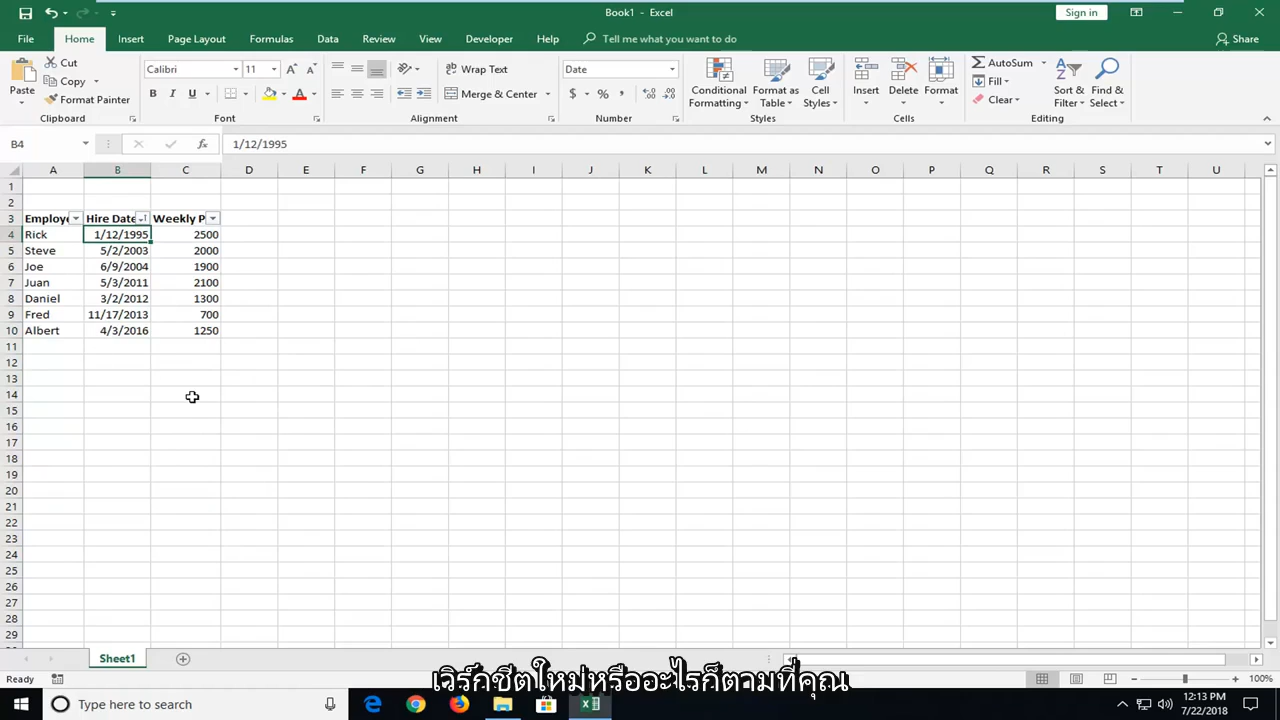 Book1 - Excel
Sign in
File Home Insert Page Layout Formulas Data Review View Developer Help Tell me what you want to do Share
Paste
Cut
Copy
Format Painter
Clipboard
Calibri 11
B I U A
Font
Wrap Text
Merge & Center
Alignment
Date
$ % ,
Number
Conditional Formatting
Format as Table
Cell Styles
Styles
Insert Delete Format
Cells
AutoSum
Fill
Clear
Sort & Filter
Find & Select
Editing
B4 fx 1/12/1995
A B C D E F G H I J K L M N O P Q R S T U
1
2
3 Employe Hire Date Weekly P
4 Rick 1/12/1995 2500
5 Steve 5/2/2003 2000
6 Joe 6/9/2004 1900
7 Juan 5/3/2011 2100
8 Daniel 3/2/2012 1300
9 Fred 11/17/2013 700
10 Albert 4/3/2016 1250
11
12
13
14
15
16
17
18
19
20
21
22
23
24
25
26
27
28
29
Sheet1
เวิร์กชีตใหม่หรืออะไรก็ตามที่คุณ
Ready 100%
Type here to search
12:13 PM
7/22/2018